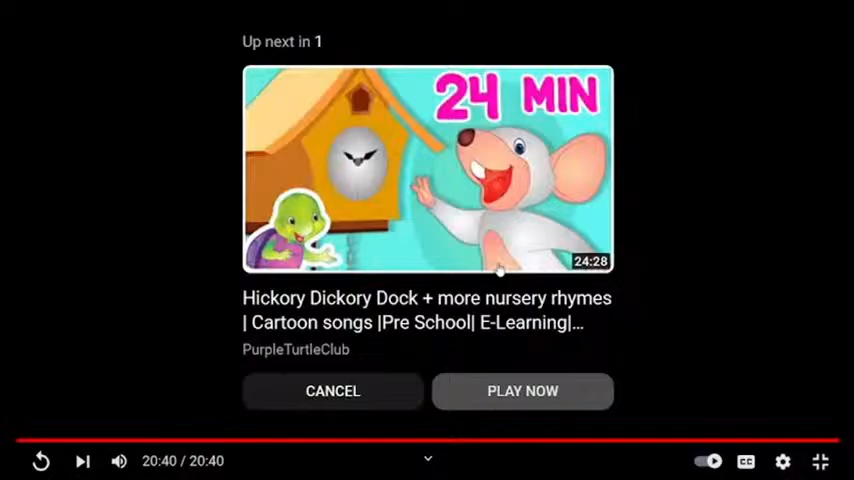 Up next in 1
24 MIN
24:28
Hickory Dickory Dock + more nursery rhymes
| Cartoon songs |Pre School| E-Learning|...
PurpleTurtleClub
CANCEL
PLAY NOW
20:40 / 20:40
CC